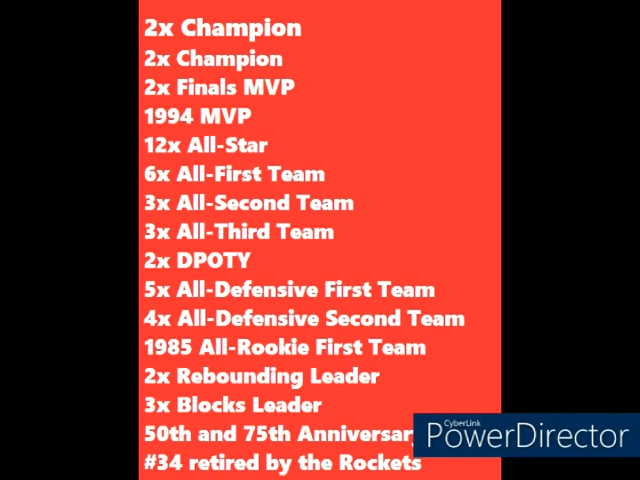 2x Champion
2x Champion
2x Finals MVP
1994 MVP
12x All-Star
6x All-First Team
3x All-Second Team
3x All-Third Team
2x DPOTY
5x All-Defensive First Team
4x All-Defensive Second Team
1985 All-Rookie First Team
2x Rebounding Leader
3x Blocks Leader
50th and 75th Anniversar
CyberLink
PowerDirector
#34 retired by the Rockets